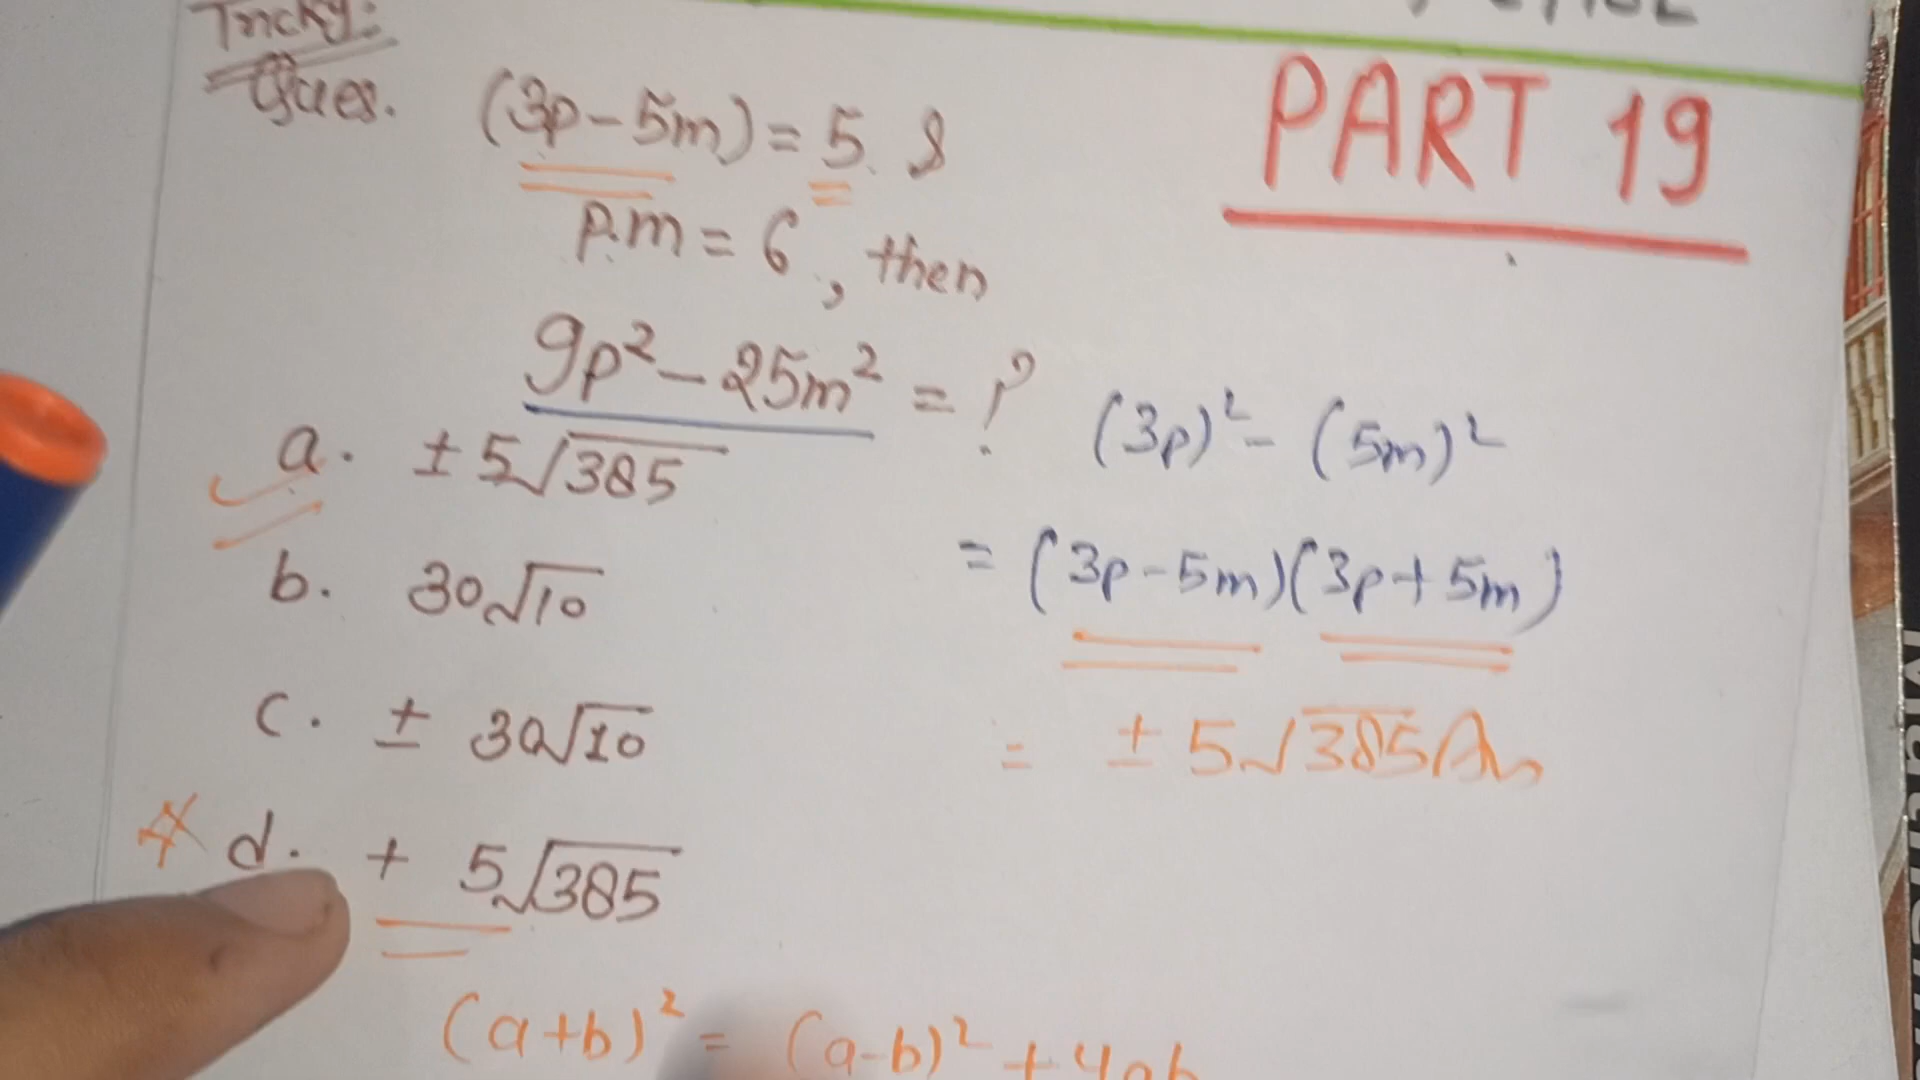 Tricky:
Ques. (3p-5m) = 5. &
PART 19
p.m = 6, then
9p² - 25m² = ?
(3p)² - (5m)²
a. ± 5√385
= (3p-5m)(3p+5m)
b. 30√10
c. ± 30√10
= ± 5√385 An
d. + 5√385
(a+b)² = (a-b)² + 4ab